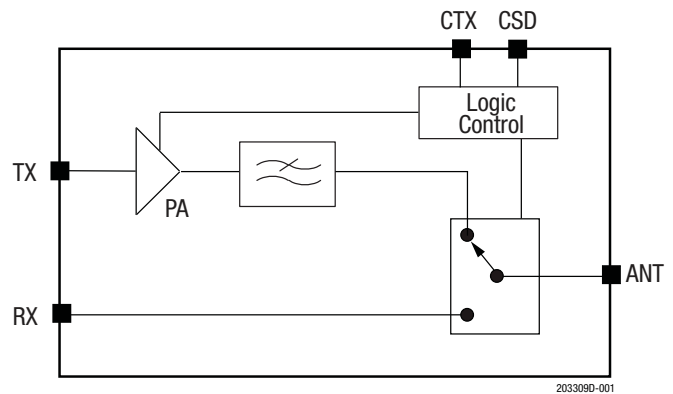 CTX CSD
Logic
Control
TX
PA
ANT
RX
203309D-001